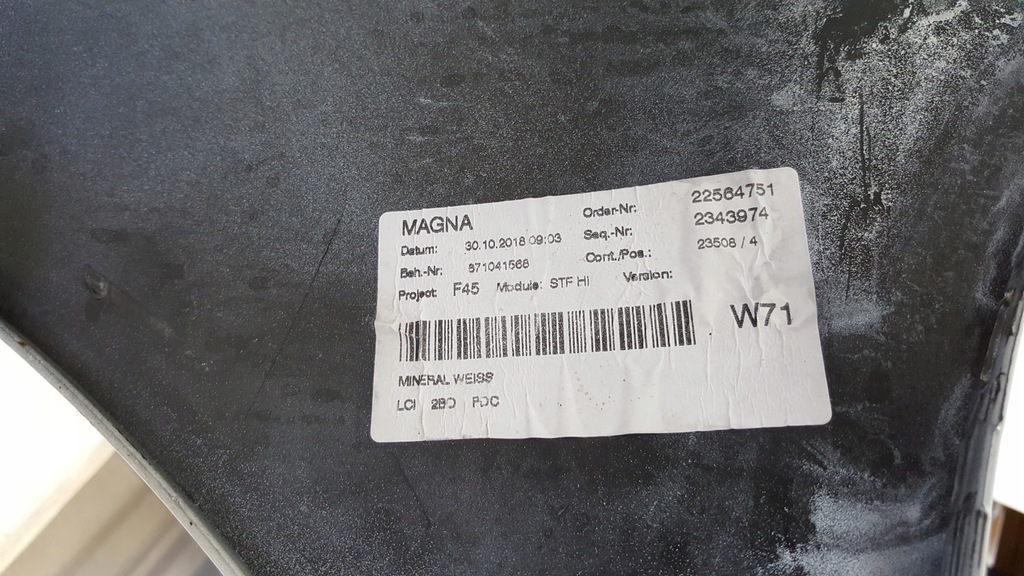 MAGNA
Datum: 30.10.2018 09:03
Beh.-Nr: 871041568
Project: F45 Module: STF HI
Order-Nr: 22564751
Seq.-Nr: 2343974
Cont./Pos.: 23508 / 4
Version:
W71
MINERAL WEISS
LCI 2BD PDC